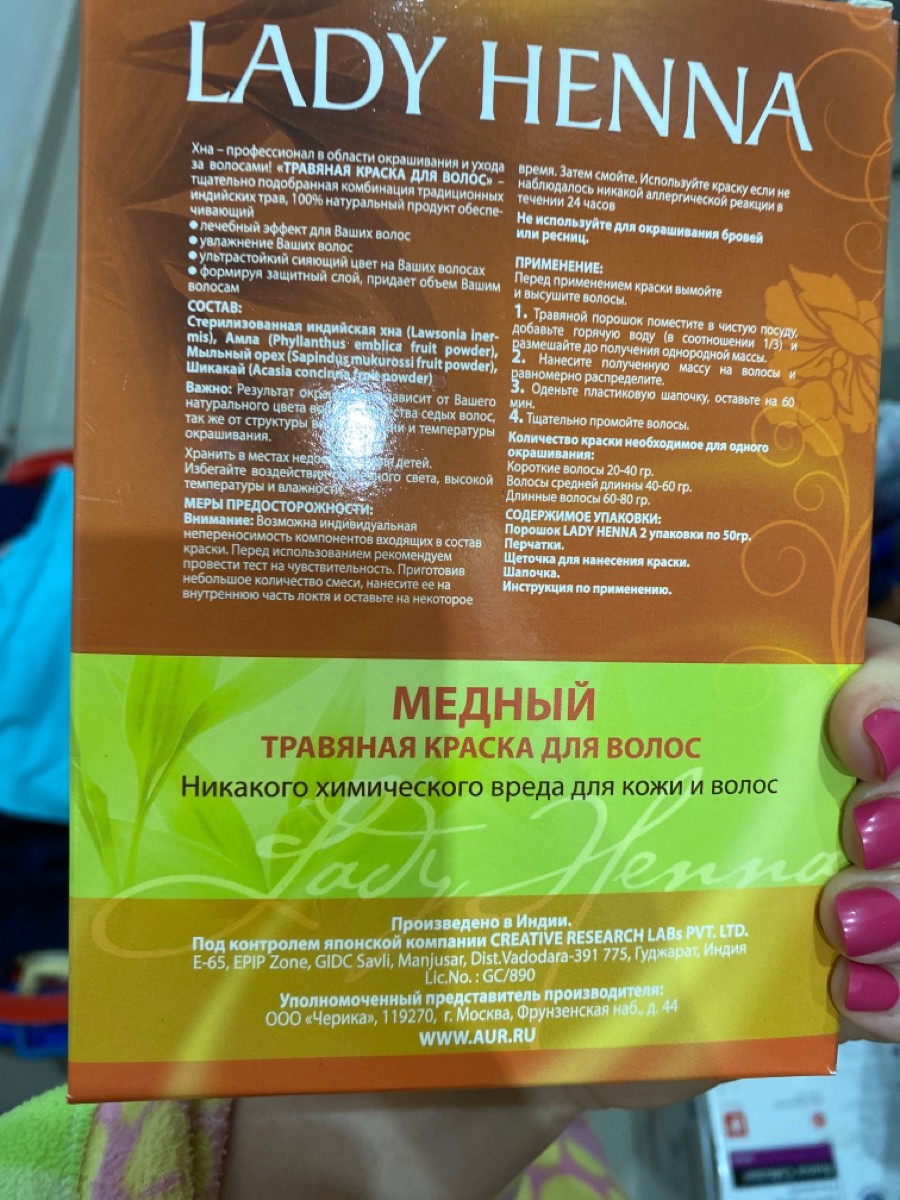 LADY HENNA
Хна – профессионал в области окрашивания и ухода
за волосами! «ТРАВЯНАЯ КРАСКА ДЛЯ ВОЛОС» –
тщательно подобранная комбинация традиционных
индийских трав, 100% натуральный продукт обеспе-
чивающий
● лечебный эффект для Ваших волос
● увлажнение Ваших волос
● ультрастойкий сияющий цвет на Ваших волосах
● формируя защитный слой, придает объем Вашим
волосам
СОСТАВ:
Стерилизованная индийская хна (Lawsonia iner-
mis), Амла (Phyllanthus emblica fruit powder),
Мыльный орех (Sapindus mukurossi fruit powder),
Шикакай (Acasia concinna fruit powder)
Важно: Результат зависит от Вашего
натурального цвета седых волос,
так же от структуры и температуры
окрашивания.
Хранить в местах детей.
Избегайте света, высокой
температуры и влажности
МЕРЫ ПРЕДОСТОРОЖНОСТИ:
Внимание: Возможна индивидуальная
непереносимость компонентов входящих в состав
краски. Перед использованием рекомендуем
провести тест на чувствительность. Приготовив
небольшое количество смеси, нанесите ее на
внутреннюю часть локтя и оставьте на некоторое
время. Затем смойте. Используйте краску если не
наблюдалось никакой аллергической реакции в
течении 24 часов
Не используйте для окрашивания бровей
или ресниц.
ПРИМЕНЕНИЕ:
Перед применением краски вымойте
и высушите волосы.
1. Травяной порошок поместите в чистую посуду,
добавьте горячую воду (в соотношении 1/3) и
размешайте до получения однородной массы.
2. Нанесите полученную массу на волосы и
равномерно распределите.
3. Оденьте пластиковую шапочку, оставьте на 60
мин.
4. Тщательно промойте волосы.
Количество краски необходимое для одного
окрашивания:
Короткие волосы 20-40 гр.
Волосы средней длинны 40-60 гр.
Длинные волосы 60-80 гр.
СОДЕРЖИМОЕ УПАКОВКИ:
Порошок LADY HENNA 2 упаковки по 50гр.
Перчатки.
Щеточка для нанесения краски.
Шапочка.
Инструкция по применению.
МЕДНЫЙ
ТРАВЯНАЯ КРАСКА ДЛЯ ВОЛОС
Никакого химического вреда для кожи и волос
Lady Henna
Произведено в Индии.
Под контролем японской компании CREATIVE RESEARCH LABs PVT. LTD.
E-65, EPIP Zone, GIDC Savli, Manjusar, Dist.Vadodara-391 775, Гуджарат, Индия
Lic.No. : GC/890
Уполномоченный представитель производителя:
ООО «Черика», 119270, г. Москва, Фрунзенская наб., д. 44
WWW.AUR.RU